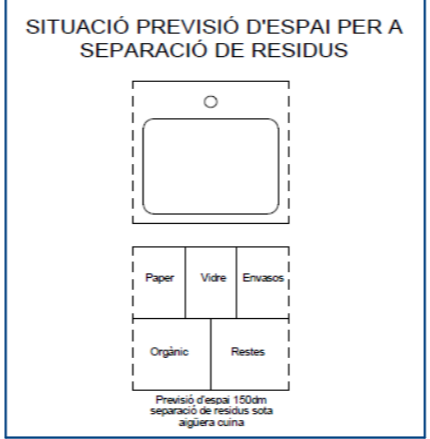 SITUACIÓ PREVISIÓ D'ESPAI PER A
SEPARACIÓ DE RESIDUS
Paper
Vidre
Envasos
Orgànic
Restes
Previsió d'espai 150dm
separació de residus sota
aigüera cuina